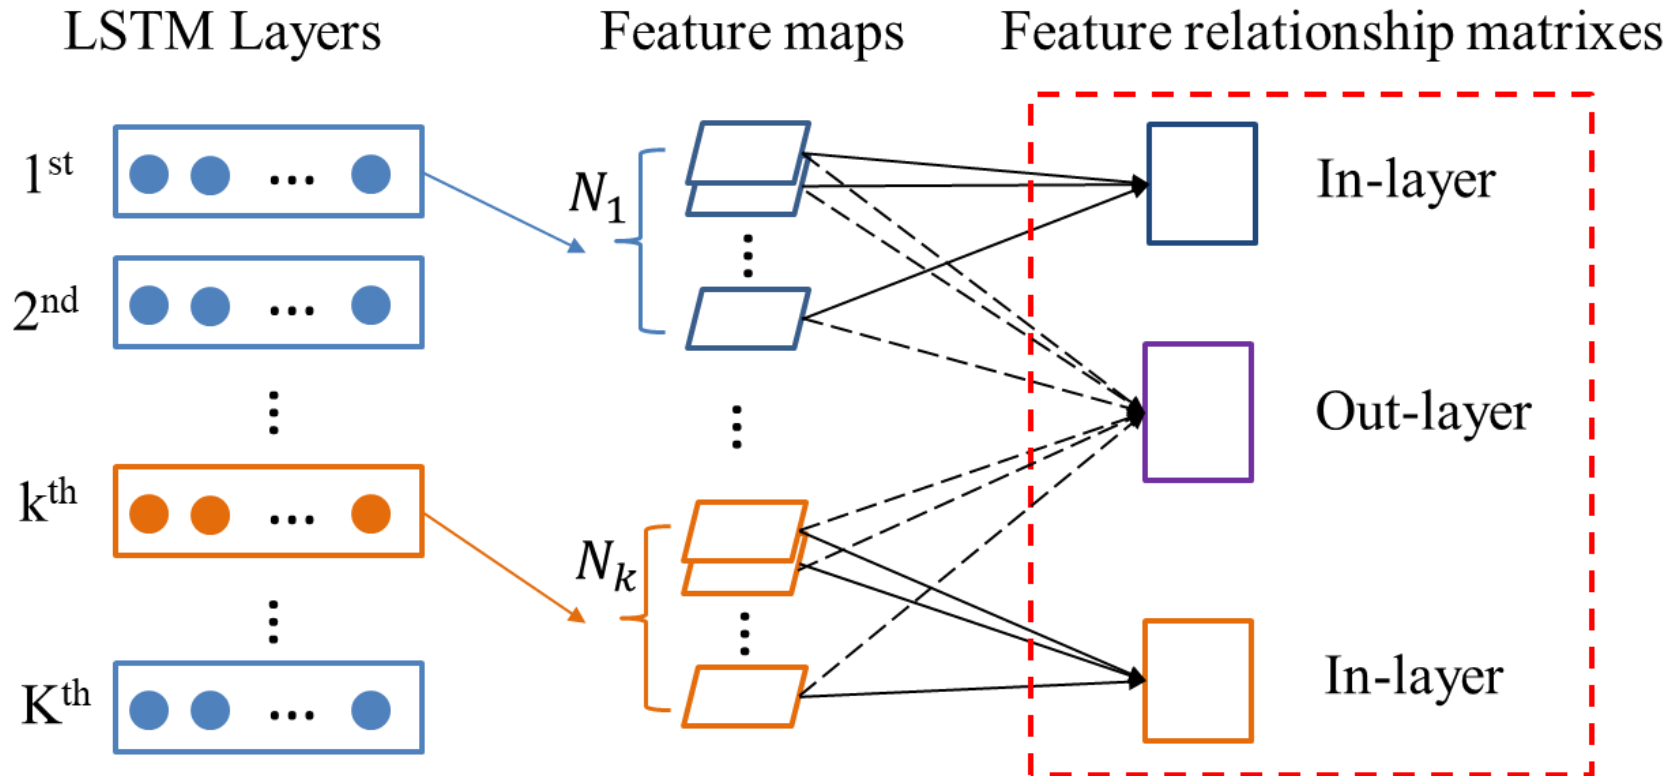 LSTM Layers
Feature maps
Feature relationship matrixes
1st
N1
In-layer
2nd
Out-layer
kth
Nk
In-layer
Kth